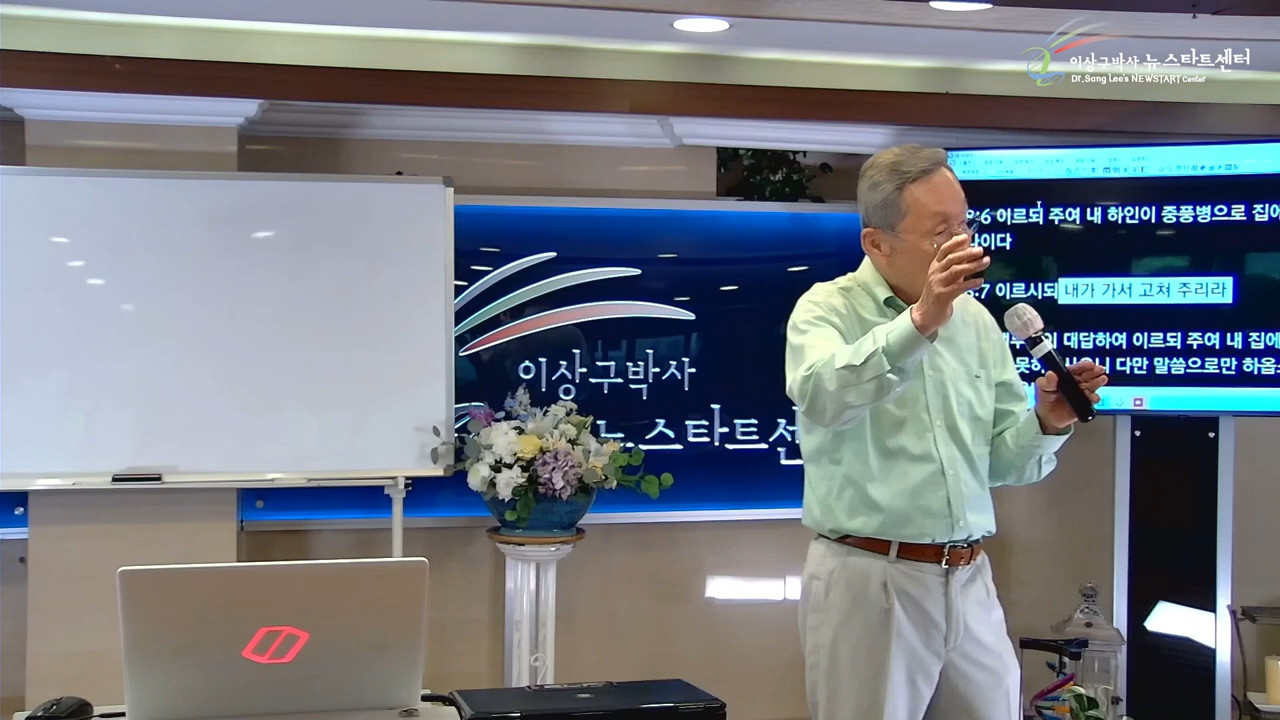 이상구박사 뉴스타트센터
Dr. Sang Lee's NEWSTART Center
이상구박사
뉴스타트센
:6 이르되 주여 내 하인이 중풍병으로 집에
이다
:7 이르시되 내가 가서 고쳐 주리라
대답하여 이르되 주여 내 집에
다만 말씀으로만 하옵